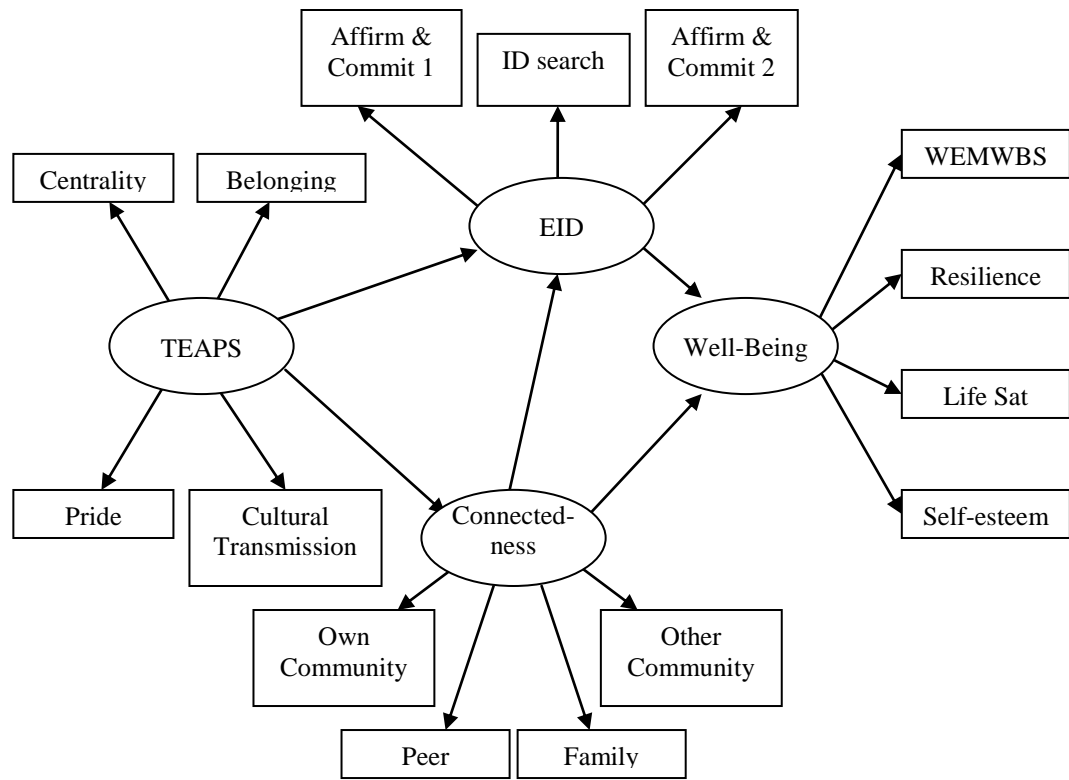 Affirm &
Commit 1
ID search
Affirm &
Commit 2
WEMWBS
Centrality
Belonging
EID
Resilience
TEAPS
Well-Being
Life Sat
Pride
Cultural
Transmission
Connected-
ness
Self-esteem
Own
Community
Other
Community
Peer
Family